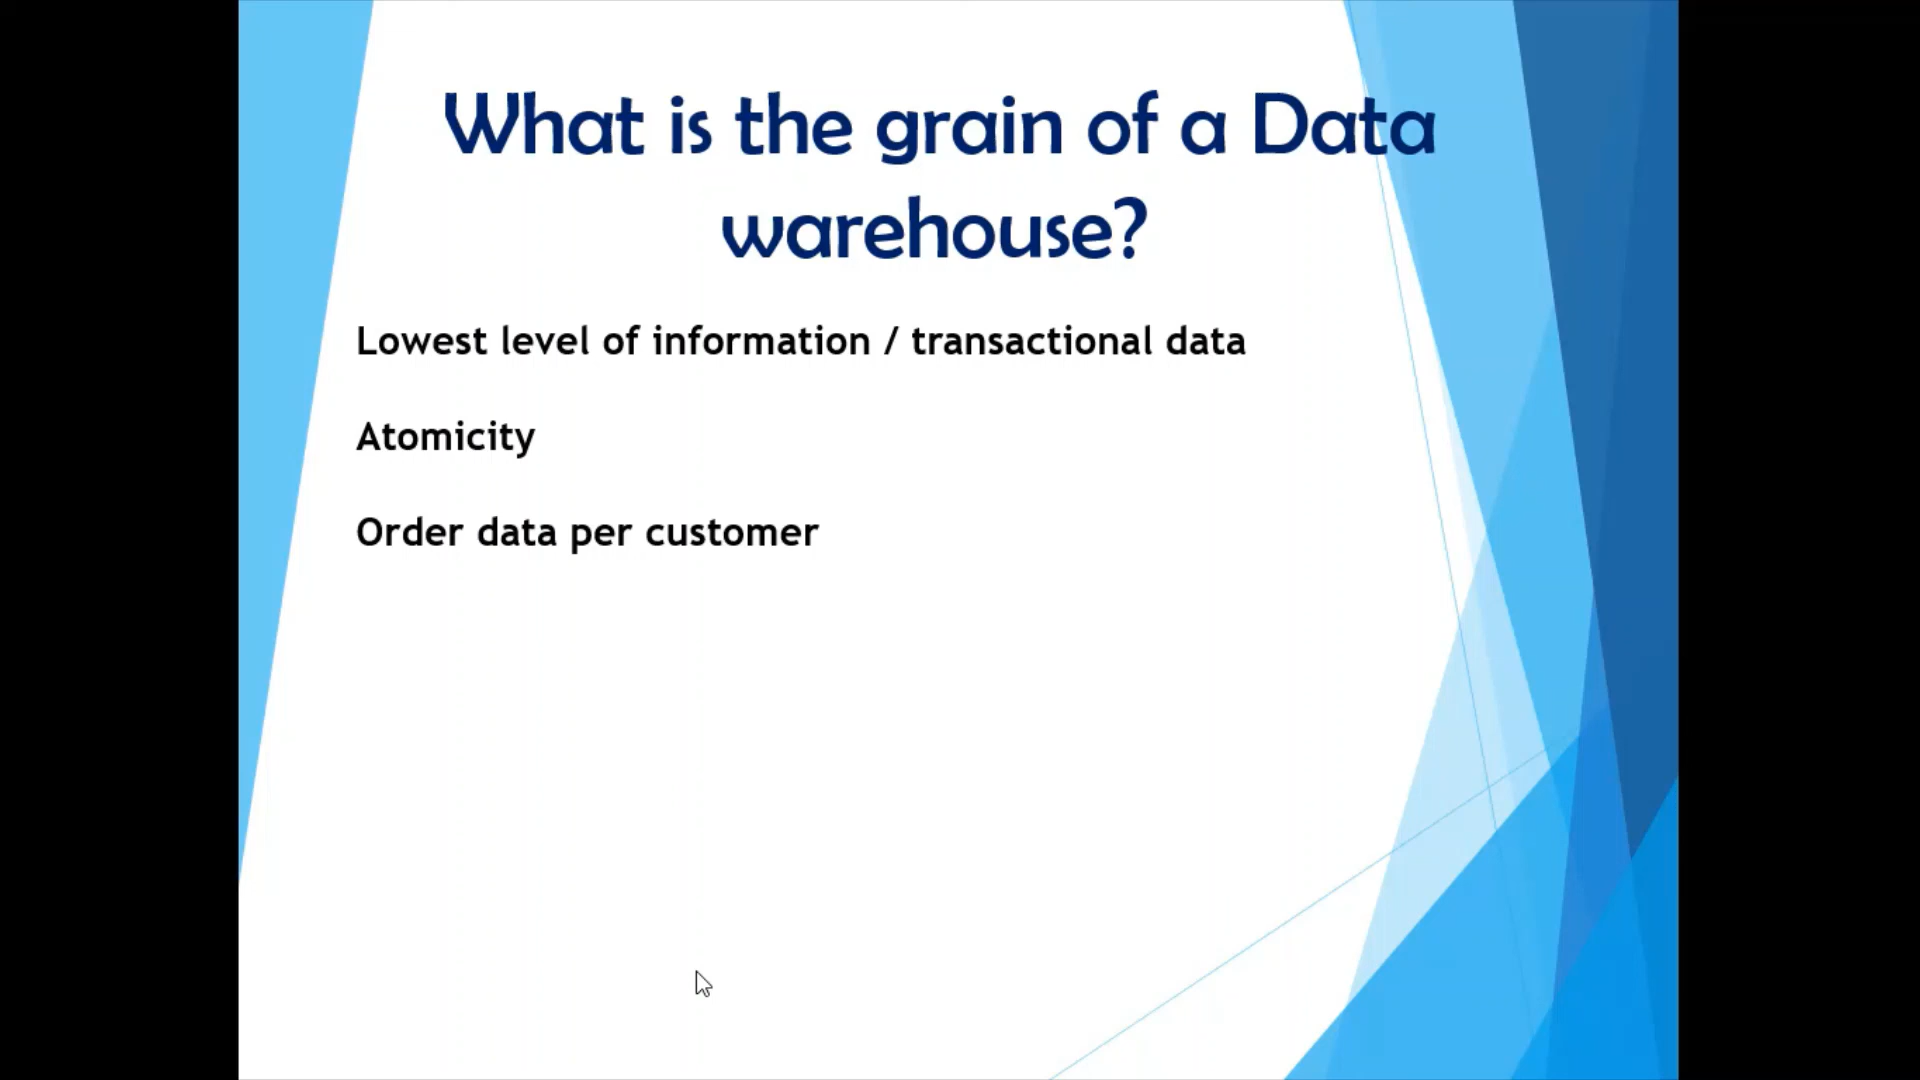 What is the grain of a Data
warehouse?
Lowest level of information / transactional data
Atomicity
Order data per customer